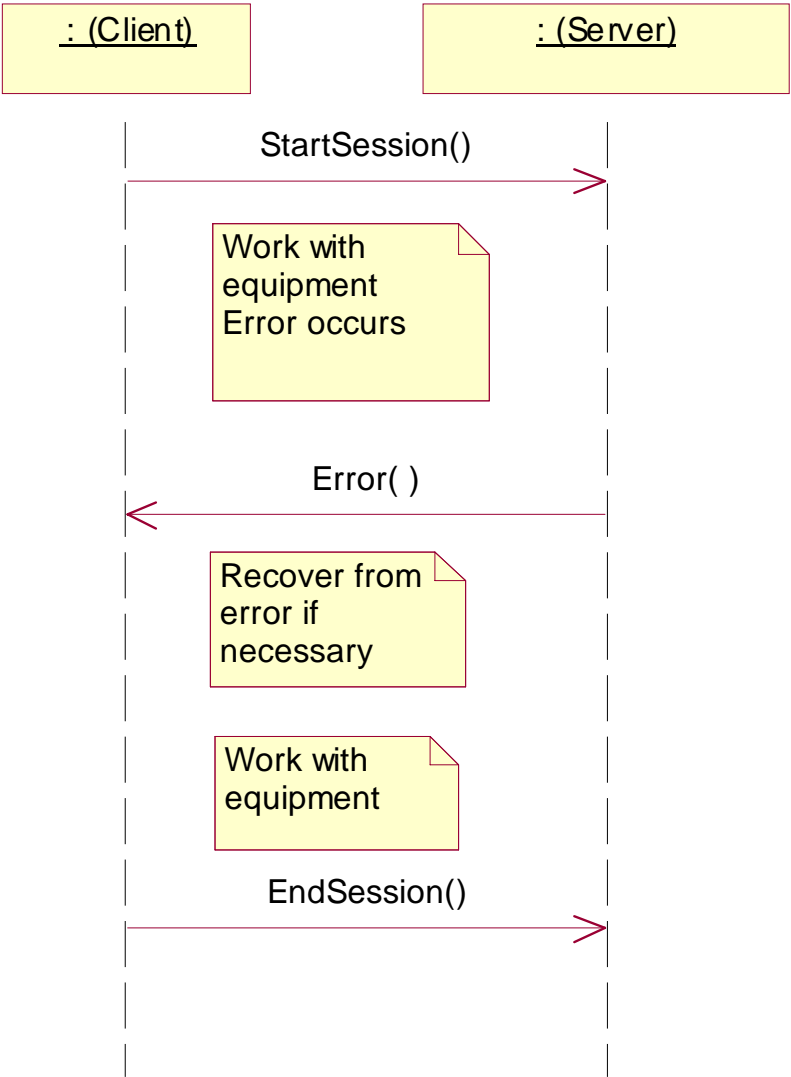 : (Client)
: (Server)
StartSession()
Work with
equipment
Error occurs
Error( )
Recover from
error if
necessary
Work with
equipment
EndSession()